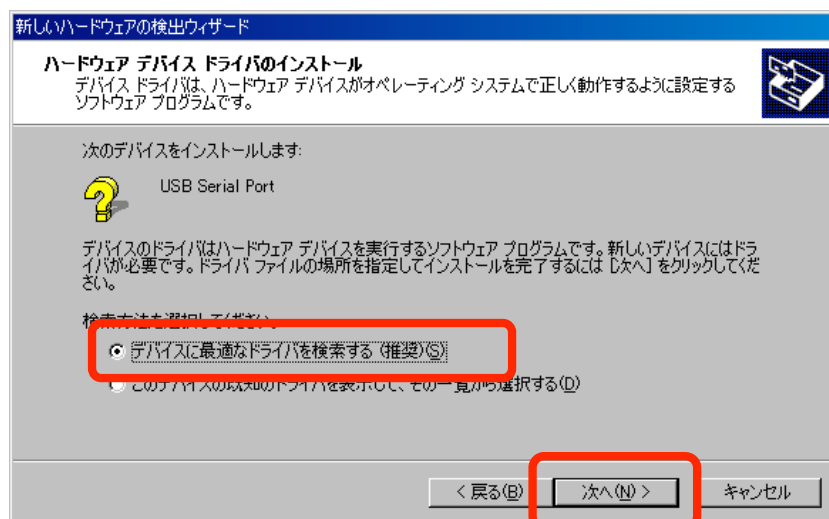 新しいハードウェアの検出ウィザード
ハードウェア デバイス ドライバのインストール
デバイス ドライバは、ハードウェア デバイスがオペレーティング システムで正しく動作するように設定する
ソフトウェア プログラムです。
次のデバイスをインストールします:
USB Serial Port
デバイスのドライバはハードウェア デバイスを実行するソフトウェア プログラムです。新しいデバイスにはドラ
イバが必要です。ドライバ ファイルの場所を指定してインストールを完了するには [次へ] をクリックしてくだ
さい。
検索方法を選択してください。
デバイスに最適なドライバを検索する (推奨)(S)
このデバイスの既知のドライバを表示して、その一覧から選択する(D)
< 戻る(B)
次へ(N) >
キャンセル